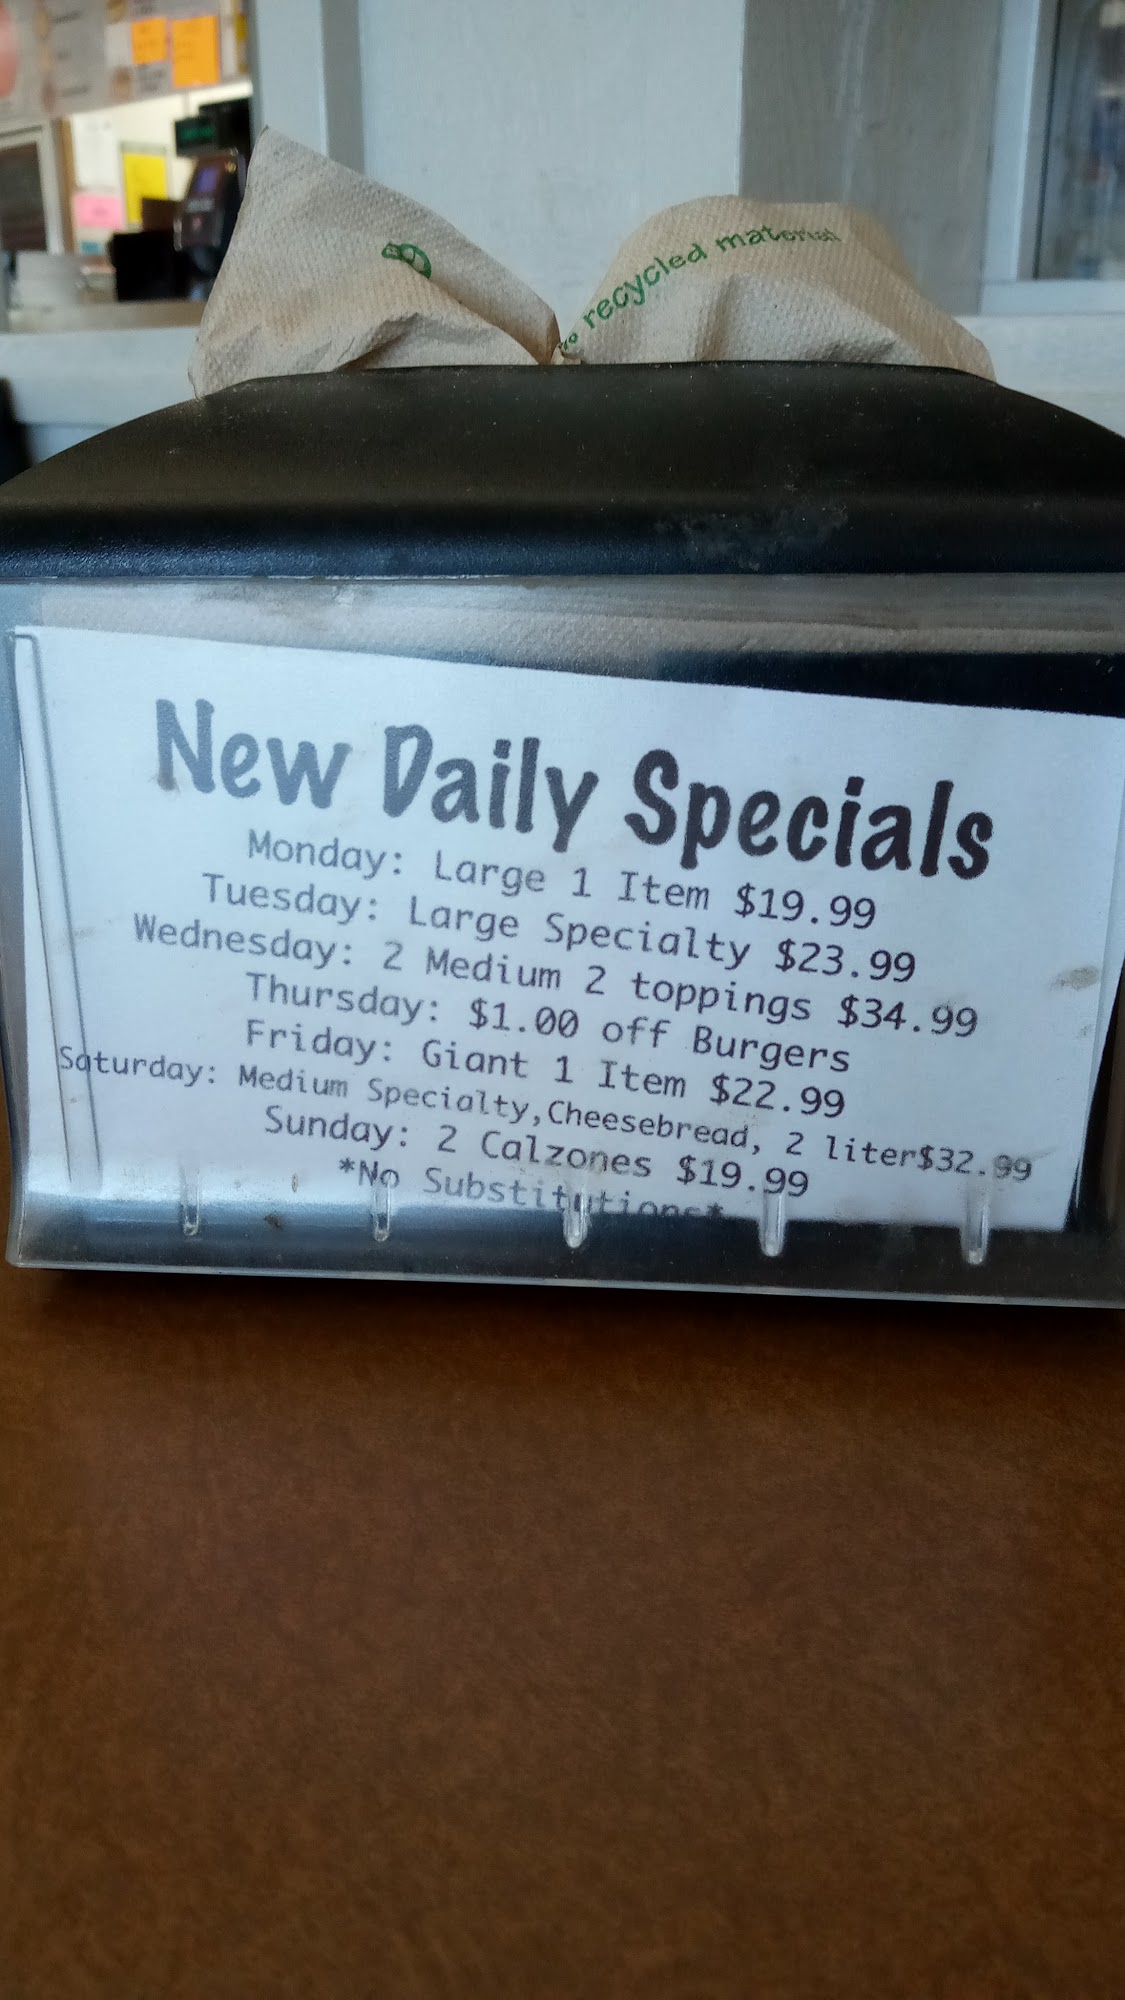 recycled material
New Daily Specials
Monday: Large 1 Item $19.99
Tuesday: Large Specialty $23.99
Wednesday: 2 Medium 2 toppings $34.99
Thursday: $1.00 off Burgers
Friday: Giant 1 Item $22.99
Saturday: Medium Specialty,Cheesebread, 2 liter$32.99
Sunday: 2 Calzones $19.99
*No Substitutions*